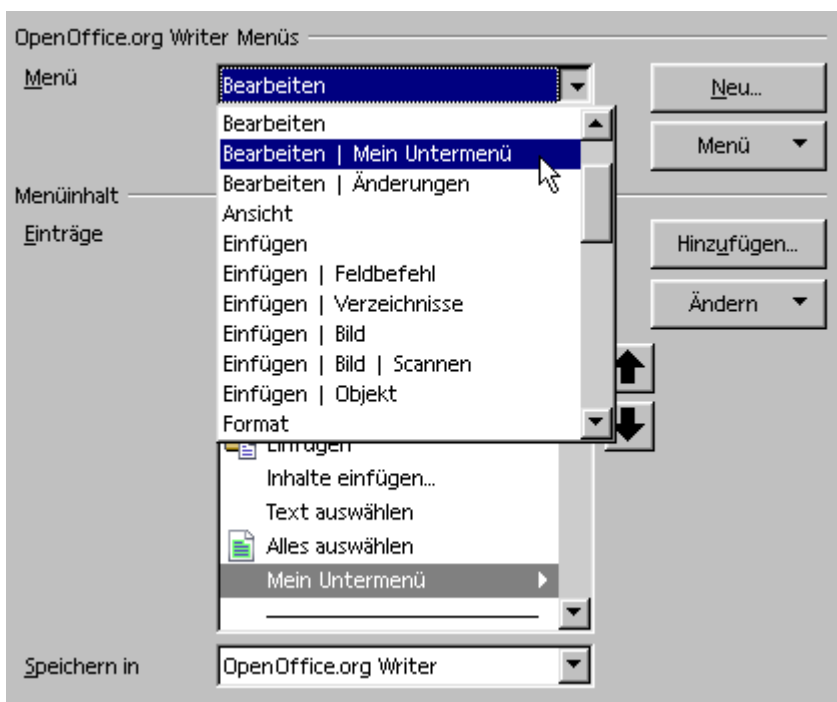 OpenOffice.org Writer Menüs
Menü
Bearbeiten
Neu...
Bearbeiten
Bearbeiten | Mein Untermenü
Menü
Bearbeiten | Änderungen
Menüinhalt
Ansicht
Einträge
Einfügen
Hinzufügen...
Einfügen | Feldbefehl
Einfügen | Verzeichnisse
Ändern
Einfügen | Bild
Einfügen | Bild | Scannen
Einfügen | Objekt
Format
Einfügen
Inhalte einfügen...
Text auswählen
Alles auswählen
Mein Untermenü
Speichern in
OpenOffice.org Writer